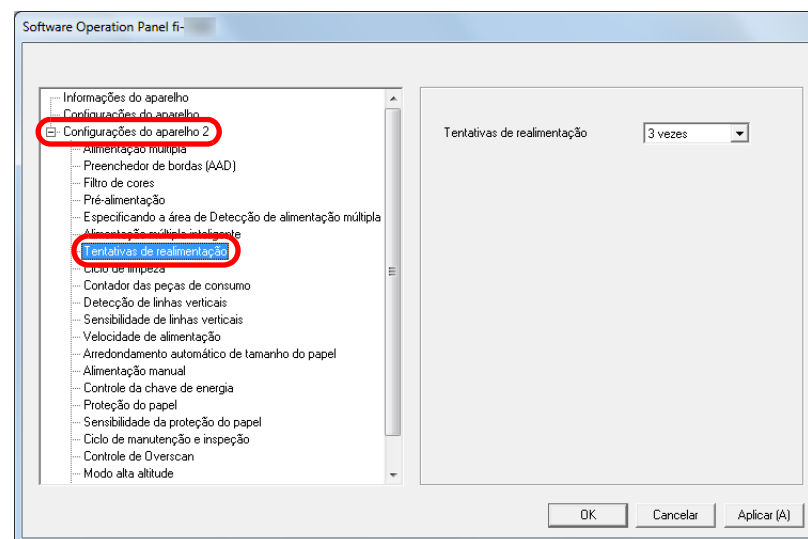 Software Operation Panel fi-
Informações do aparelho
Configurações do aparelho
Configurações do aparelho 2
Alimentação múltipla
Preenchedor de bordas (AAD)
Filtro de cores
Pré-alimentação
Especificando a área de Detecção de alimentação múltipla
Alimentação múltipla inteligente
Tentativas de realimentação
Ciclo de limpeza
Contador das peças de consumo
Detecção de linhas verticais
Sensibilidade de linhas verticais
Velocidade de alimentação
Arredondamento automático de tamanho do papel
Alimentação manual
Controle da chave de energia
Proteção do papel
Sensibilidade da proteção do papel
Ciclo de manutenção e inspeção
Controle de Overscan
Modo alta altitude
Tentativas de realimentação 3 vezes
OK Cancelar Aplicar (A)